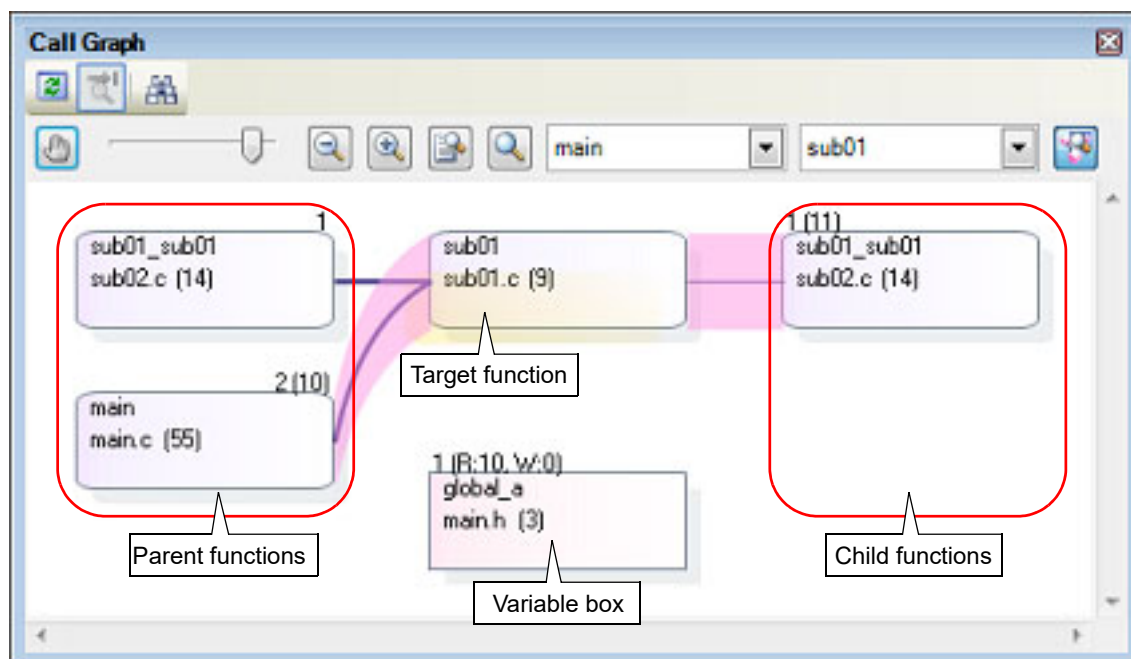 Call Graph
main
sub01
1
sub01_sub01
sub02.c (14)
sub01
sub01.c (9)
1 (11)
sub01_sub01
sub02.c (14)
Target function
2 (10)
main
main.c (55)
1 (R:10, W:0)
global_a
main.h (3)
Parent functions
Variable box
Child functions